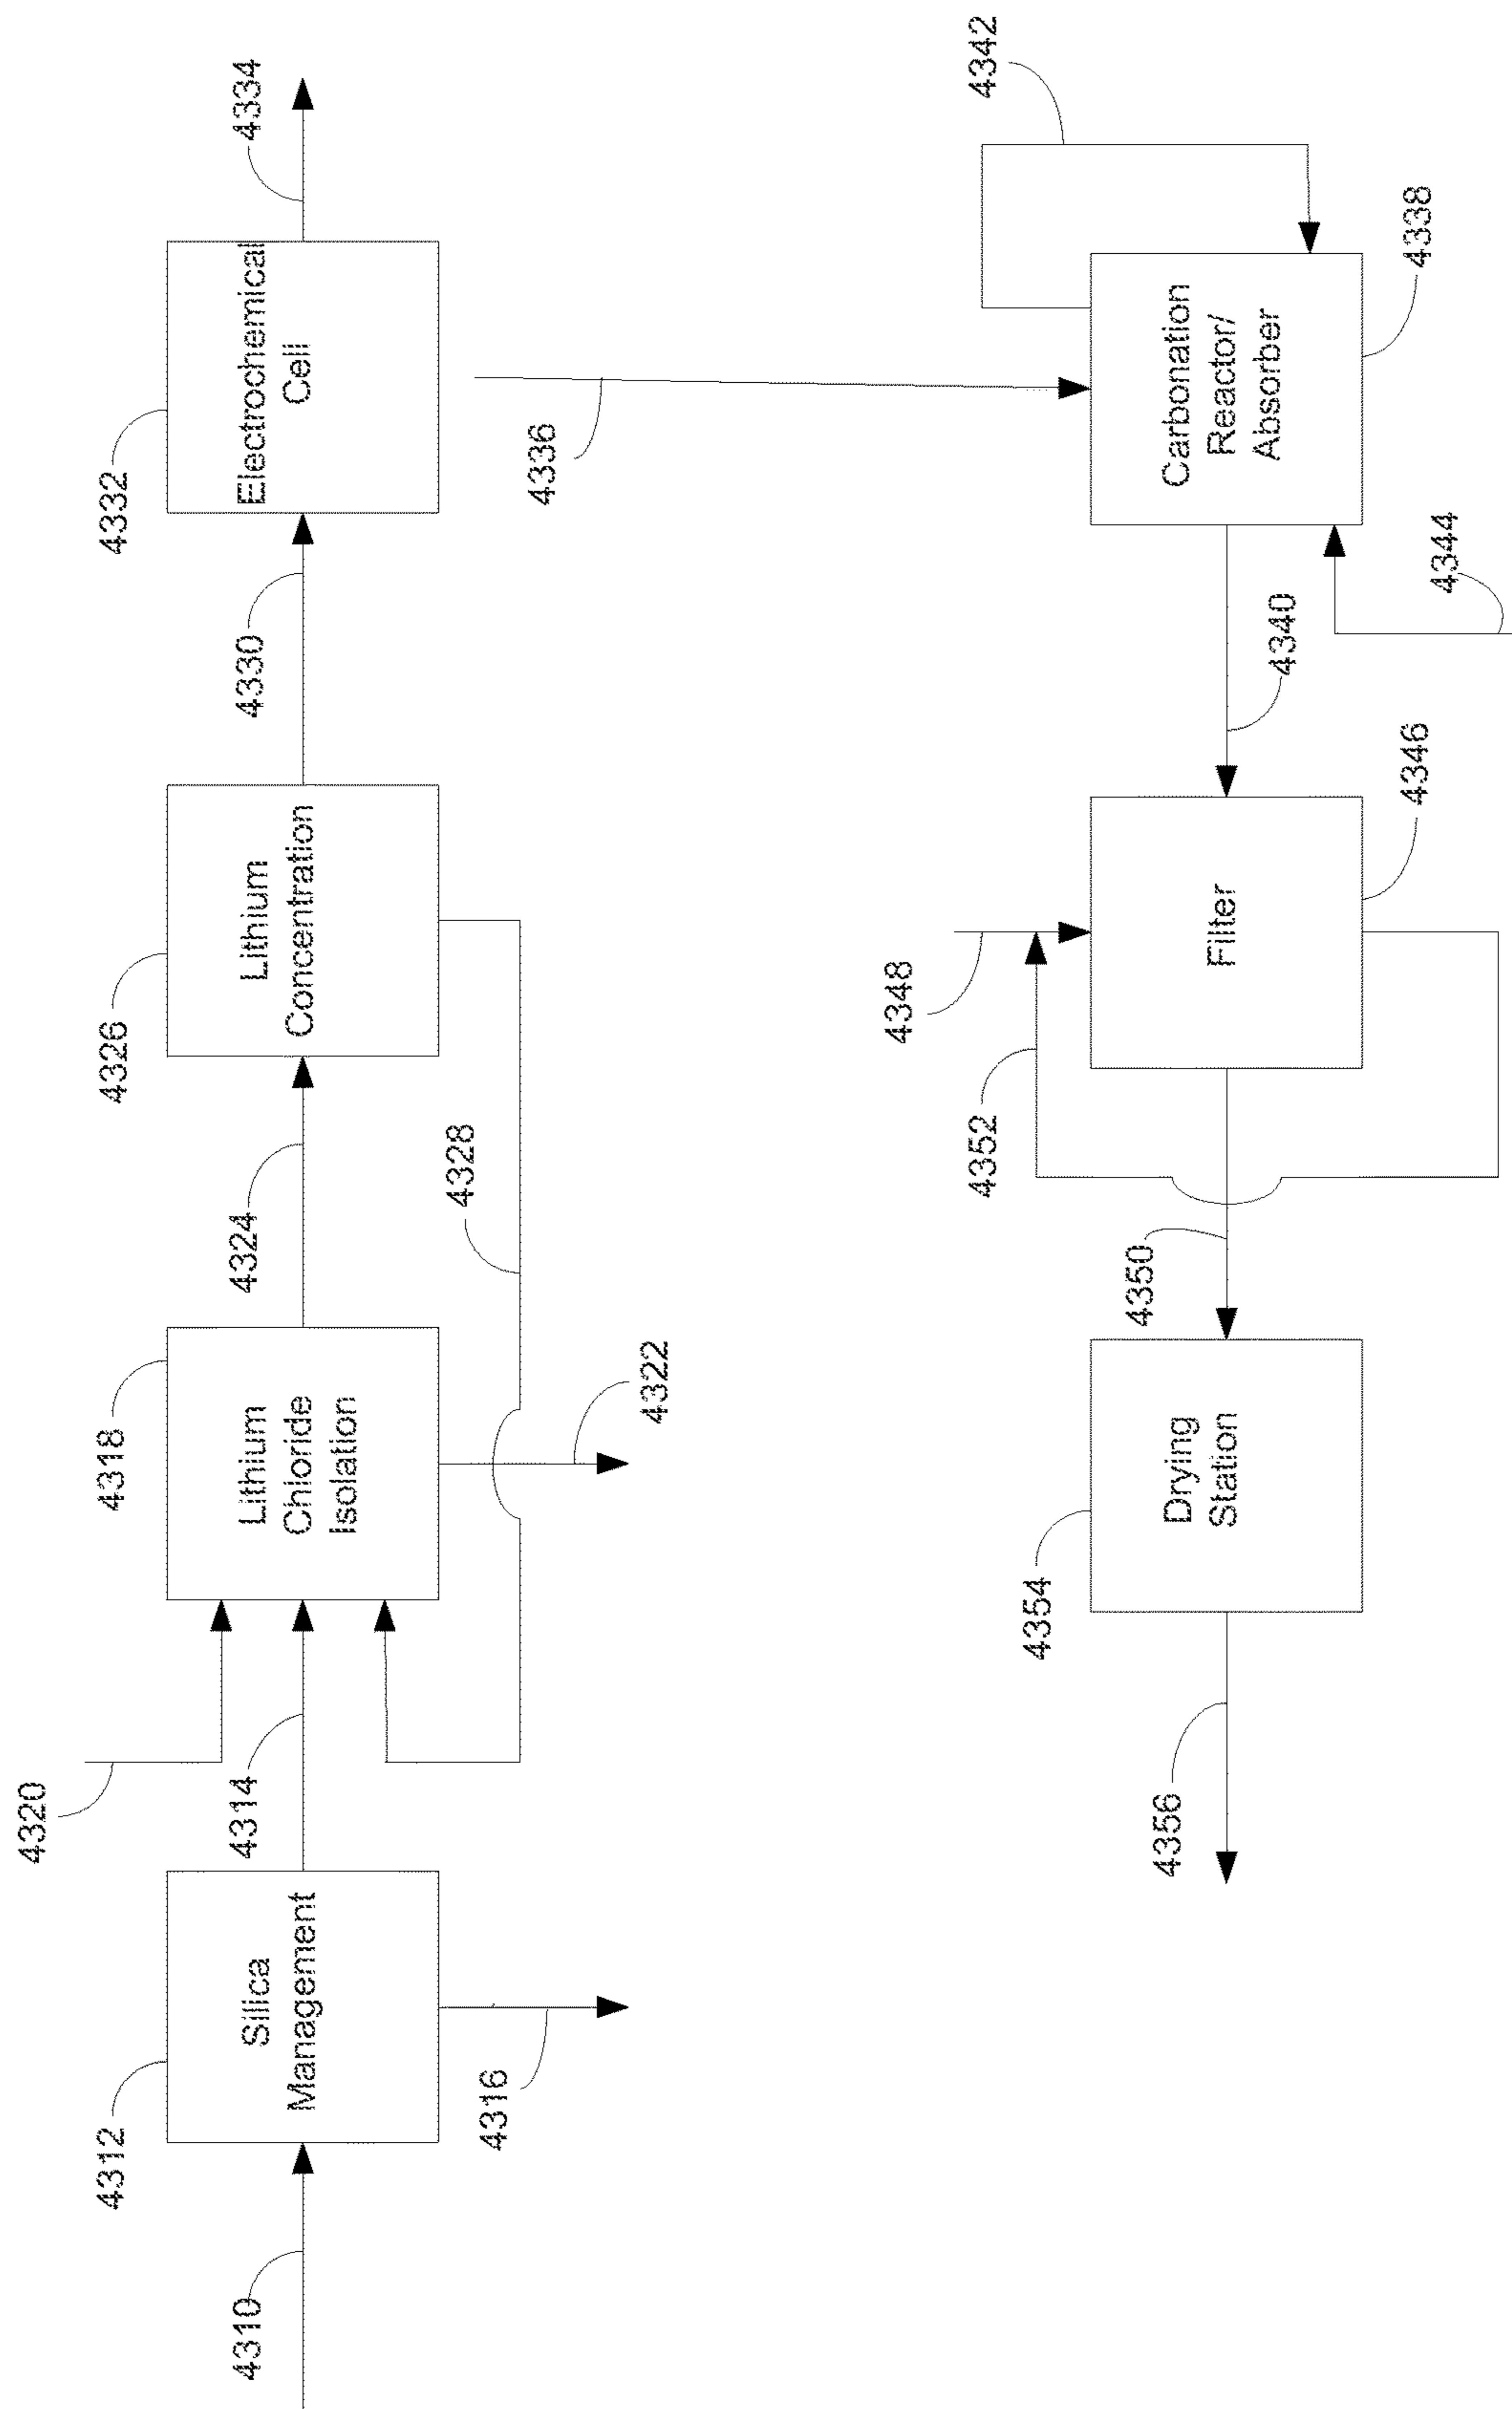 4310
4312
Silica
Management
4316
4314
4320
4318
Lithium
Chloride
Isolation
4322
4324
4328
4326
Lithium
Concentration
4330
4332
Electrochemical
Cell
4334
4336
4342
Carbonation
Reactor/
Absorber
4338
4344
4340
4348
Filter
4346
4352
4350
4354
Drying
Station
4356